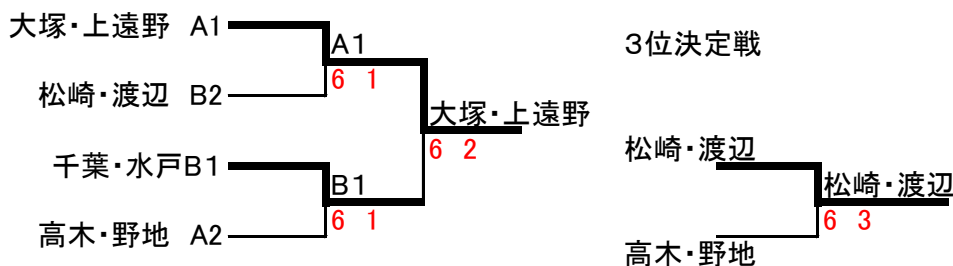 大塚・上遠野 A1
A1
6 1
松崎・渡辺 B2
大塚・上遠野
6 2
千葉・水戸B1
B1
6 1
高木・野地 A2
3位決定戦
松崎・渡辺
松崎・渡辺
6 3
高木・野地